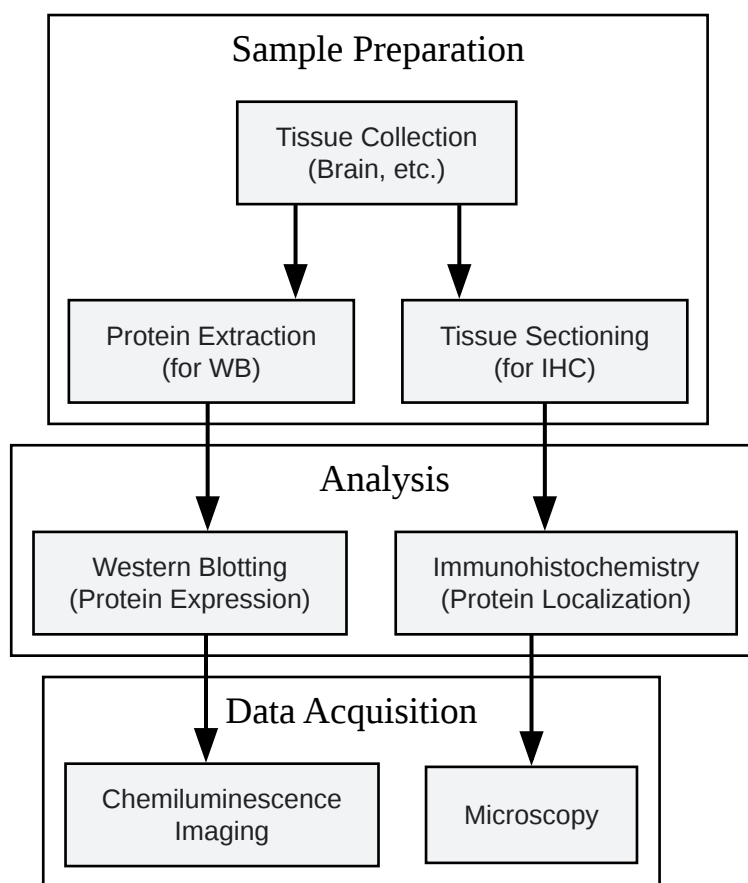 Sample Preparation
Tissue Collection
(Brain, etc.)
Protein Extraction
(for WB)
Tissue Sectioning
(for IHC)
Analysis
Western Blotting
(Protein Expression)
Immunohistochemistry
(Protein Localization)
Data Acquisition
Chemiluminescence
Imaging
Microscopy